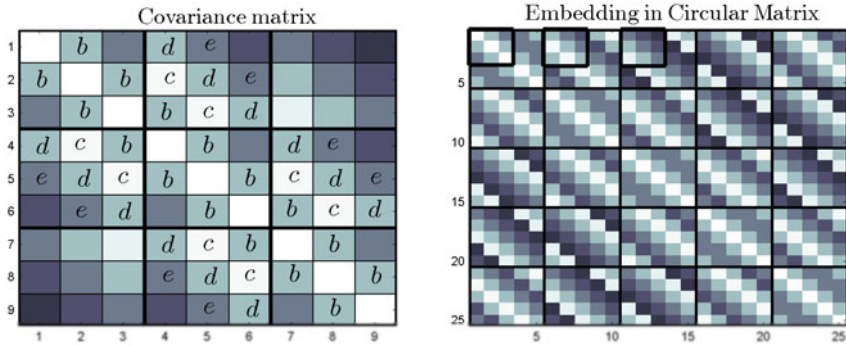 Covariance matrix
1 b d e
2 b b c d e
3 b b c d
4 d c b b d e
5 e d c b b c d e
6 e d b b c d
7 d c b b
8 e d c b b
9 e d b
1 2 3 4 5 6 7 8 9
Embedding in Circular Matrix
5
10
15
20
25
5 10 15 20 25